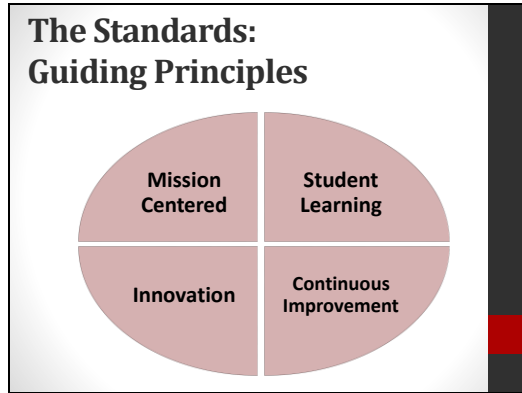 The Standards:
Guiding Principles
Mission
Centered
Student
Learning
Innovation
Continuous
Improvement